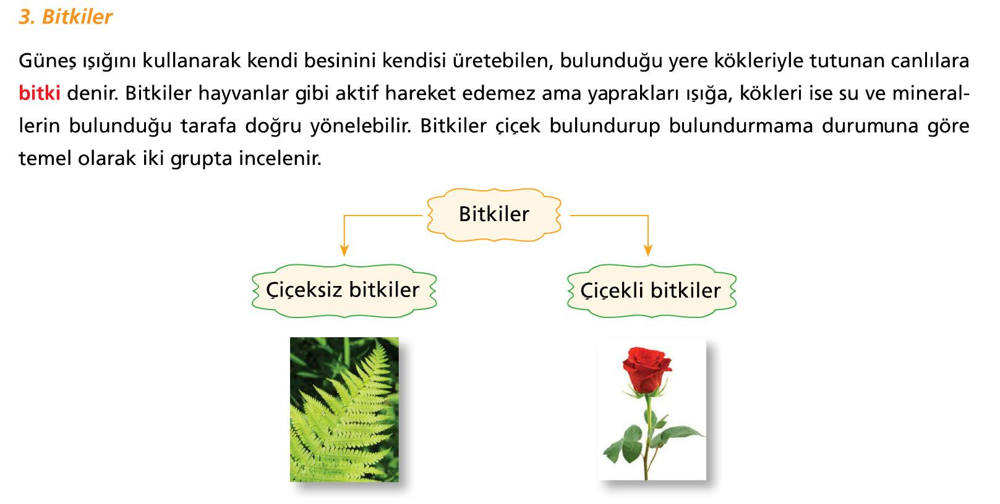 3. Bitkiler
Güneş ışığını kullanarak kendi besinini kendisi üretebilen, bulunduğu yere kökleriyle tutunan canlılara
bitki denir. Bitkiler hayvanlar gibi aktif hareket edemez ama yaprakları ışığa, kökleri ise su ve mineral-
lerin bulunduğu tarafa doğru yönelebilir. Bitkiler çiçek bulundurup bulundurmama durumuna göre
temel olarak iki grupta incelenir.
Bitkiler
Çiçeksiz bitkiler
Çiçekli bitkiler